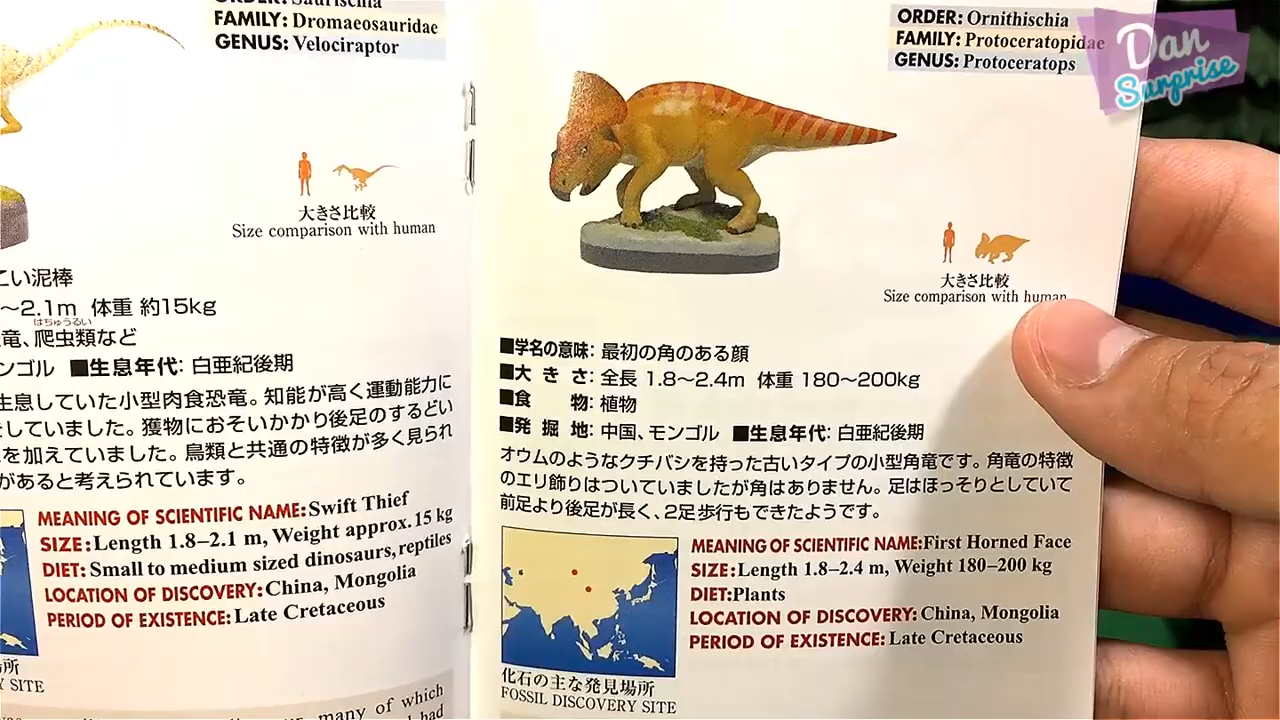 FAMILY: Dromaeosauridae
GENUS: Velociraptor
大きさ比較
Size comparison with human
こい泥棒
〜2.1m 体重 約15kg
竜、爬虫類など
はちゅうるい
ンゴル ■生息年代: 白亜紀後期
生息していた小型肉食恐竜。知能が高く運動能力に
をしていました。獲物におそいかかり後足のするどい
を加えていました。鳥類と共通の特徴が多く見られ
があると考えられています。
MEANING OF SCIENTIFIC NAME: Swift Thief
SIZE: Length 1.8–2.1 m, Weight approx. 15 kg
DIET: Small to medium sized dinosaurs, reptiles
LOCATION OF DISCOVERY: China, Mongolia
PERIOD OF EXISTENCE: Late Cretaceous
場所
Y SITE
many of which
had
ORDER: Ornithischia
FAMILY: Protoceratopidae
GENUS: Protoceratops
Dan
Surprise
大きさ比較
Size comparison with human
■学名の意味: 最初の角のある顔
■大きさ: 全長 1.8〜2.4m 体重 180〜200kg
■食物: 植物
■発掘地: 中国、モンゴル ■生息年代: 白亜紀後期
オウムのようなクチバシを持った古いタイプの小型角竜です。角竜の特徴
のエリ飾りはついていましたが角はありません。足はほっそりとしていて
前足より後足が長く、2足歩行もできたようです。
MEANING OF SCIENTIFIC NAME: First Horned Face
SIZE: Length 1.8–2.4 m, Weight 180–200 kg
DIET: Plants
LOCATION OF DISCOVERY: China, Mongolia
PERIOD OF EXISTENCE: Late Cretaceous
化石の主な発見場所
FOSSIL DISCOVERY SITE